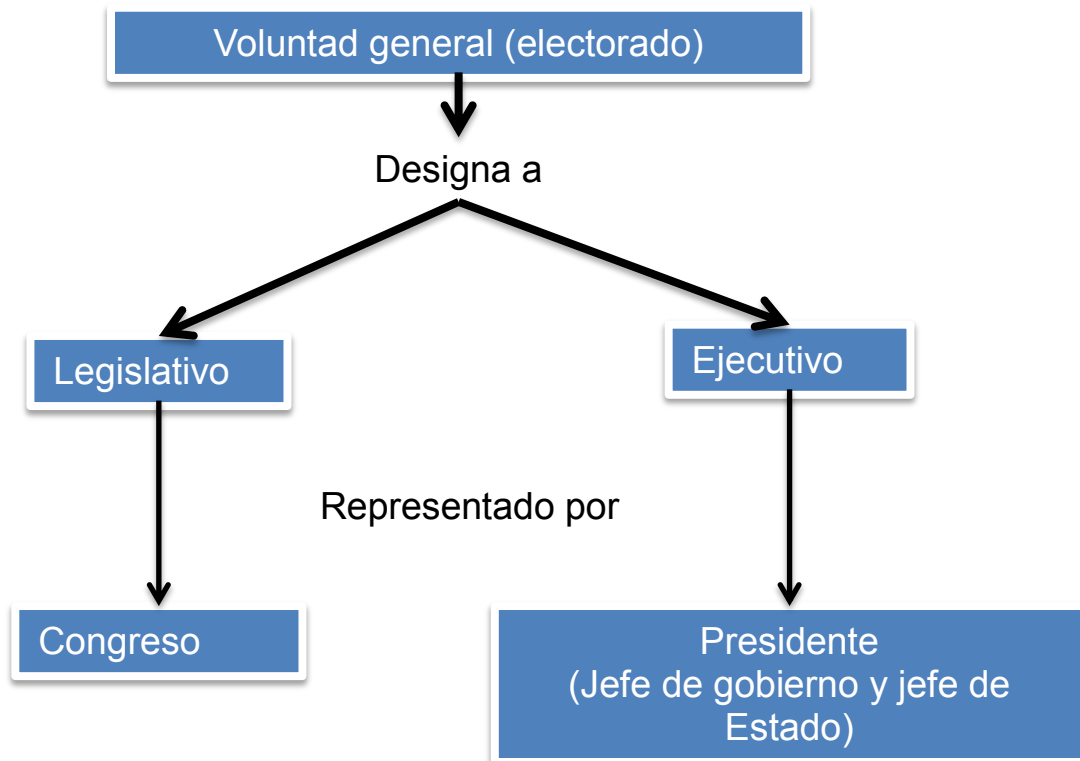 Voluntad general (electorado)
Designa a
Legislativo
Ejecutivo
Representado por
Congreso
Presidente
(Jefe de gobierno y jefe de
Estado)